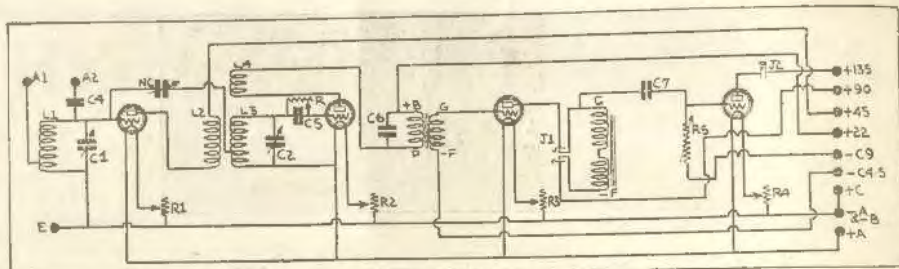 A1
A2
C4
NC
L1
C1
R1
L2
L4
L3
R
C5
C2
R2
+B
G
C6
P
-F
R3
J1
G
-F
C7
R5
R4
J2
+135
+90
+45
+22
-C9
-C4.5
+C
-A
&-B
+A
E